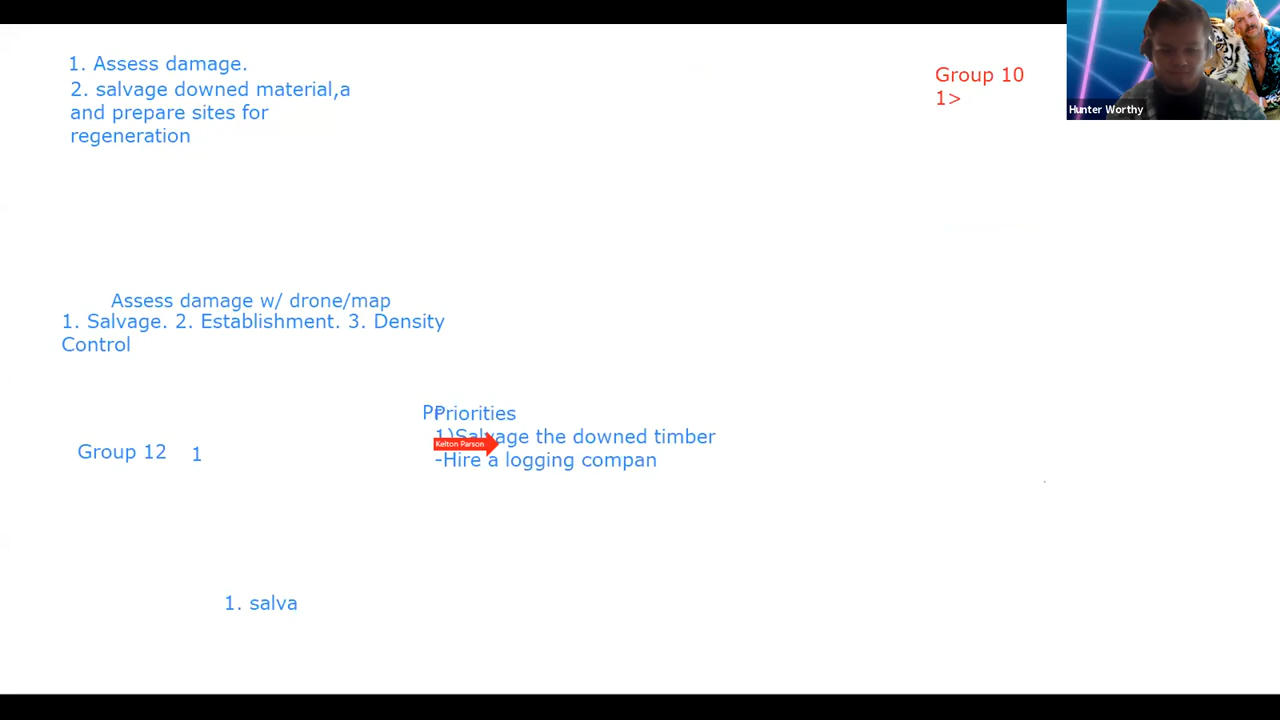 1. Assess damage.
2. salvage downed material,a
and prepare sites for
regeneration
Group 10
1>
Hunter Worthy
Assess damage w/ drone/map
1. Salvage. 2. Establishment. 3. Density
Control
Pr
Priorities
1)Salvage the downed timber
Kelton Parson
-Hire a logging compan
Group 12
1
1. salva